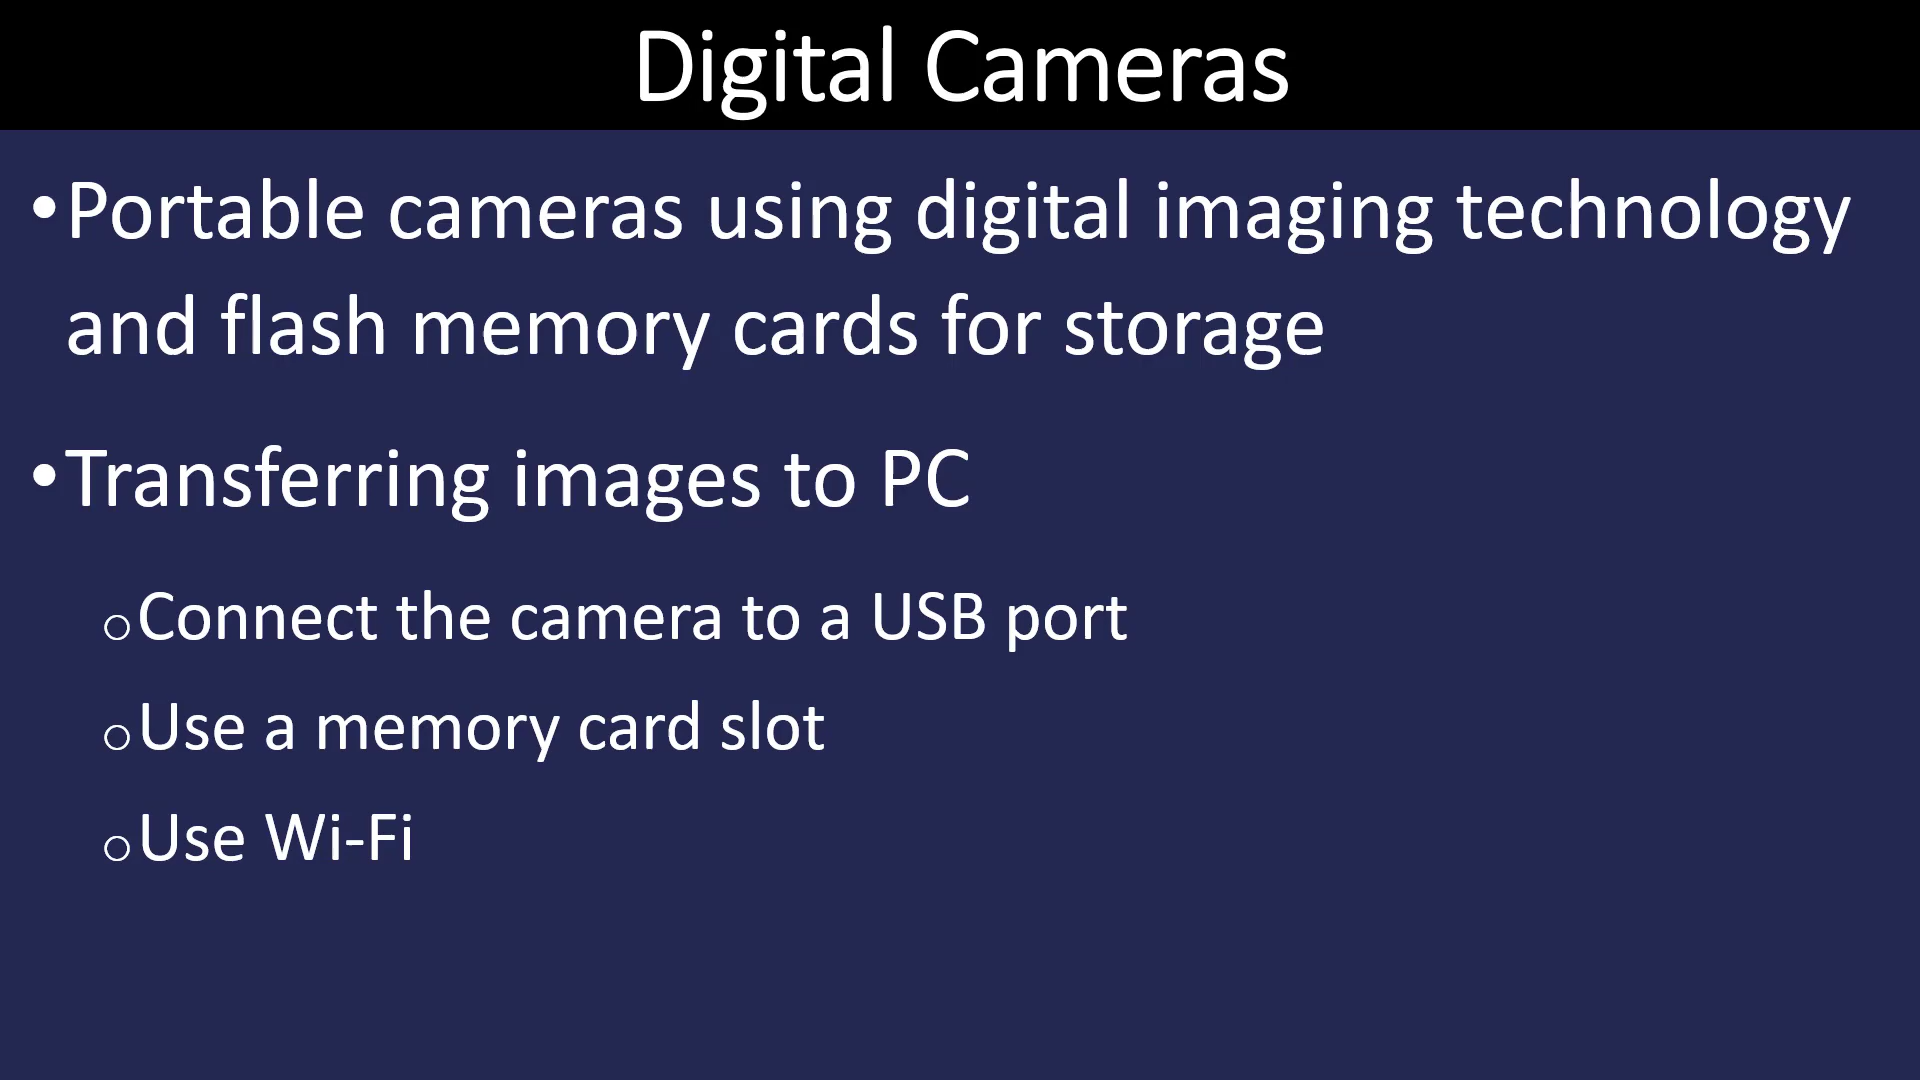 Digital Cameras
•Portable cameras using digital imaging technology
and flash memory cards for storage
•Transferring images to PC
oConnect the camera to a USB port
oUse a memory card slot
oUse Wi-Fi